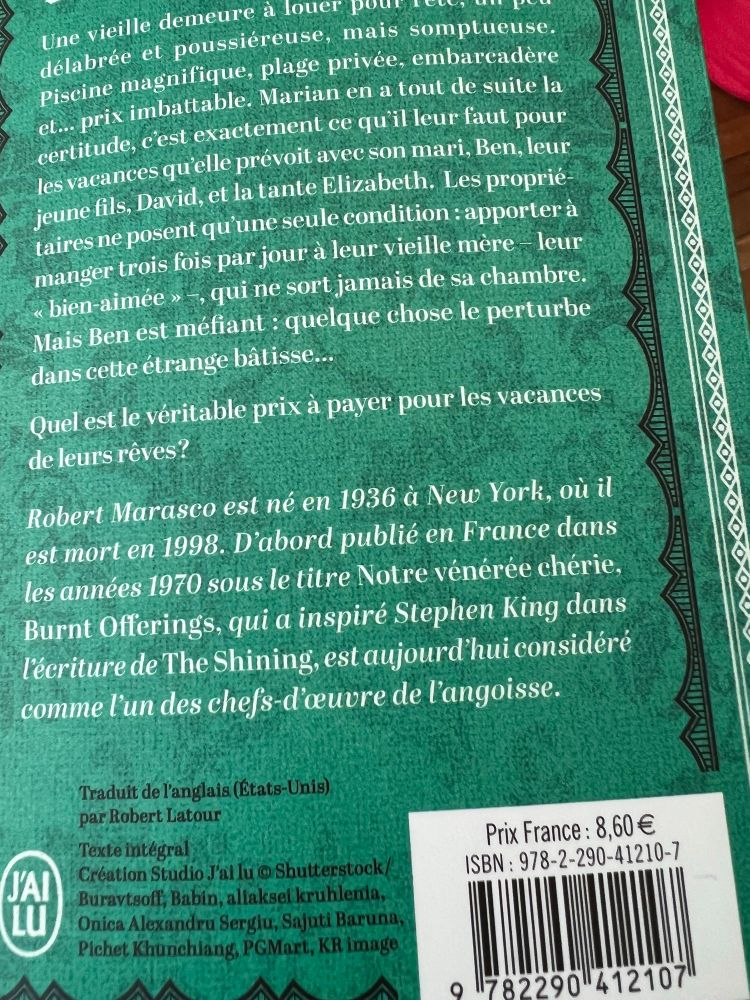 Une vieille demeure à louer pour l'été, un peu
délabrée et poussiéreuse, mais somptueuse.
Piscine magnifique, plage privée, embarcadère
et... prix imbattable. Marian en a tout de suite la
certitude, c'est exactement ce qu'il leur faut pour
les vacances qu'elle prévoit avec son mari, Ben, leur
jeune fils, David, et la tante Elizabeth. Les proprié-
taires ne posent qu'une seule condition : apporter à
manger trois fois par jour à leur vieille mère – leur
« bien-aimée » –, qui ne sort jamais de sa chambre.
Mais Ben est méfiant : quelque chose le perturbe
dans cette étrange bâtisse...
Quel est le véritable prix à payer pour les vacances
de leurs rêves?
Robert Marasco est né en 1936 à New York, où il
est mort en 1998. D'abord publié en France dans
les années 1970 sous le titre Notre vénérée chérie,
Burnt Offerings, qui a inspiré Stephen King dans
l'écriture de The Shining, est aujourd'hui considéré
comme l'un des chefs-d'œuvre de l'angoisse.
Traduit de l'anglais (États-Unis)
par Robert Latour
Texte intégral
Création Studio J'ai lu © Shutterstock/
Buravtsoff, Babin, aliaksei kruhlenia,
Onica Alexandru Sergiu, Sajuti Baruna,
Pichet Khunchiang, PGMart, KR image
J'AI
LU
Prix France : 8,60 €
ISBN : 978-2-290-41210-7
9 782290 412107